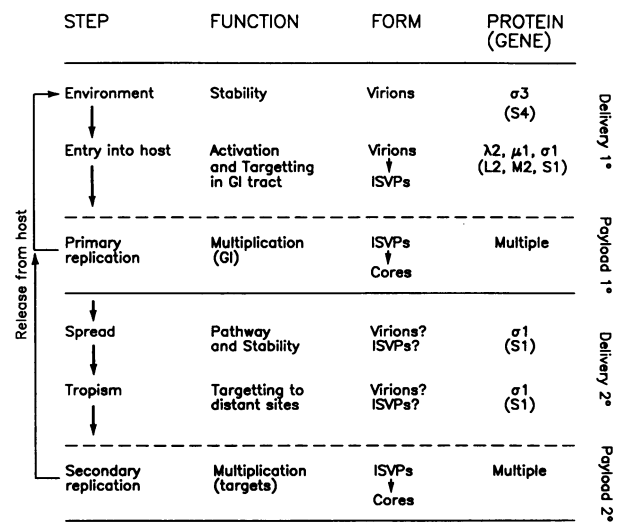 STEP FUNCTION FORM PROTEIN
(GENE)
Environment Stability Virions σ3
(S4)
Entry into host Activation Virions λ2, μ1, σ1
and Targetting (L2, M2, S1)
in GI tract ISVPs
Delivery 1°
Primary Multiplication ISVPs Multiple
replication (GI)
Cores
Payload 1°
Spread Pathway Virions? σ1
and Stability ISVPs? (S1)
Tropism Targetting to Virions? σ1
distant sites ISVPs? (S1)
Delivery 2°
Secondary Multiplication ISVPs Multiple
replication (targets)
Cores
Payload 2°
Release from host